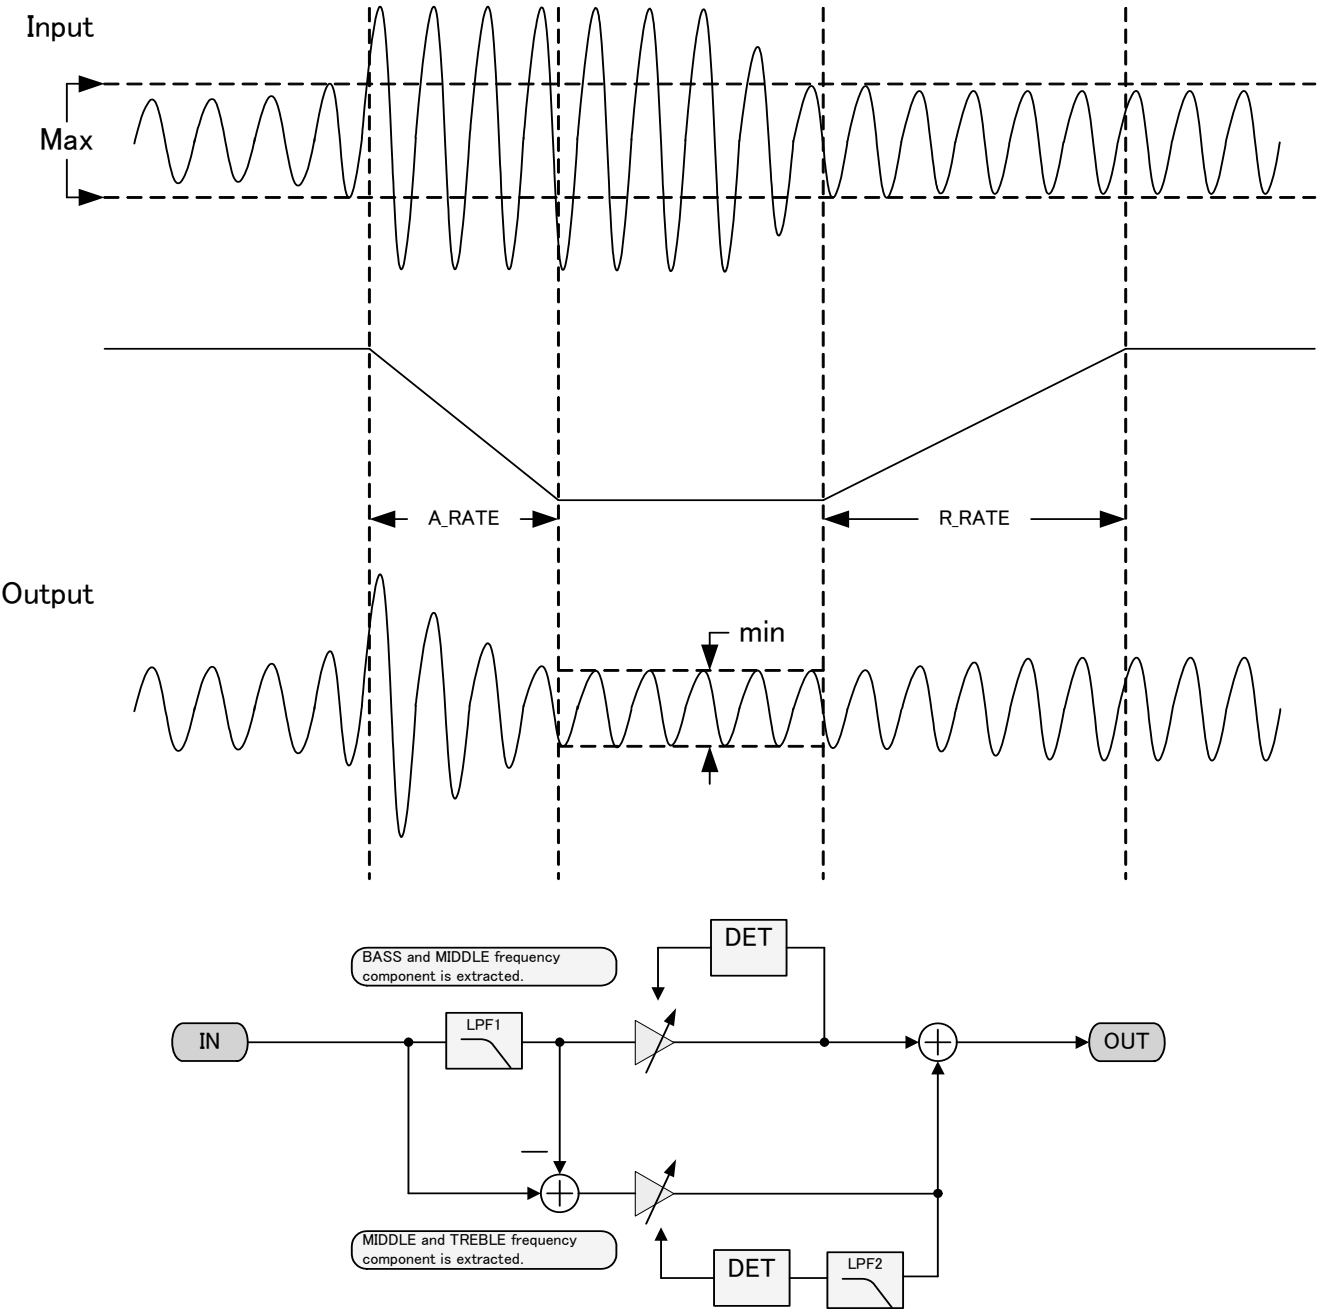 Input
Max
A_RATE
R_RATE
Output
min
DET
BASS and MIDDLE frequency
component is extracted.
LPF1
IN
OUT
—
MIDDLE and TREBLE frequency
component is extracted.
DET
LPF2